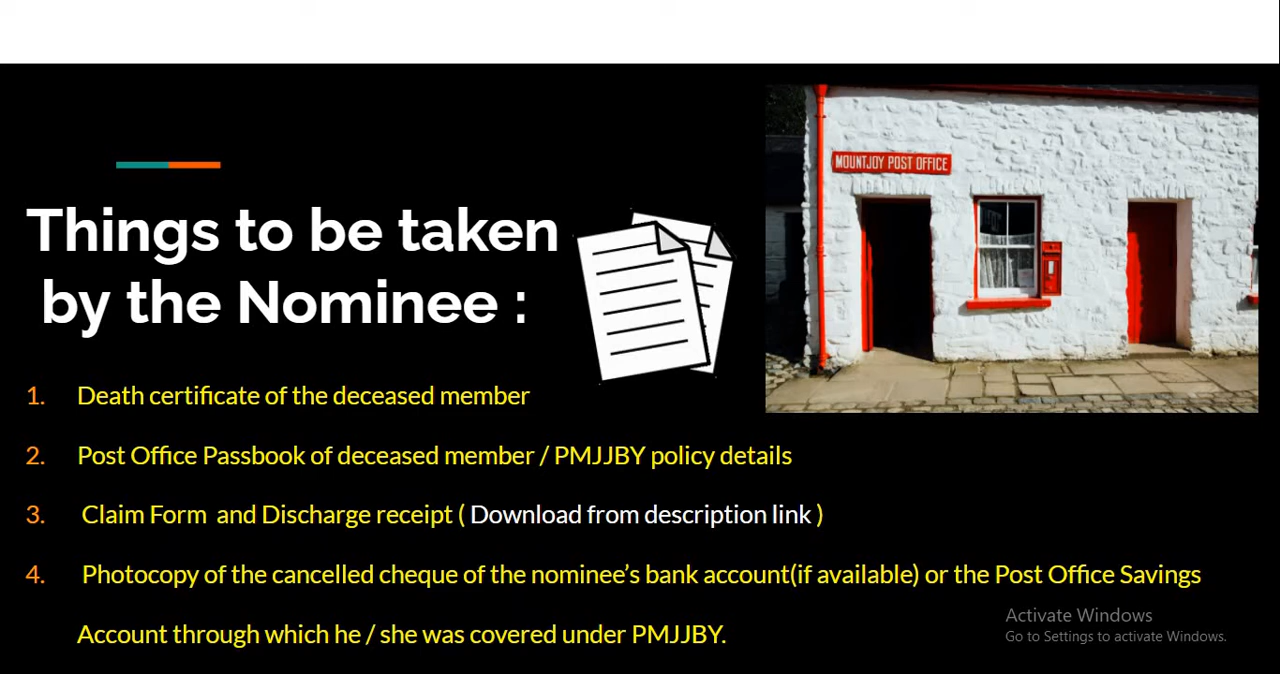 MOUNTJOY POST OFFICE
Things to be taken
by the Nominee :
1. Death certificate of the deceased member
2. Post Office Passbook of deceased member / PMJJBY policy details
3. Claim Form and Discharge receipt ( Download from description link )
4. Photocopy of the cancelled cheque of the nominee’s bank account(if available) or the Post Office Savings
Account through which he / she was covered under PMJJBY.
Activate Windows
Go to Settings to activate Windows.